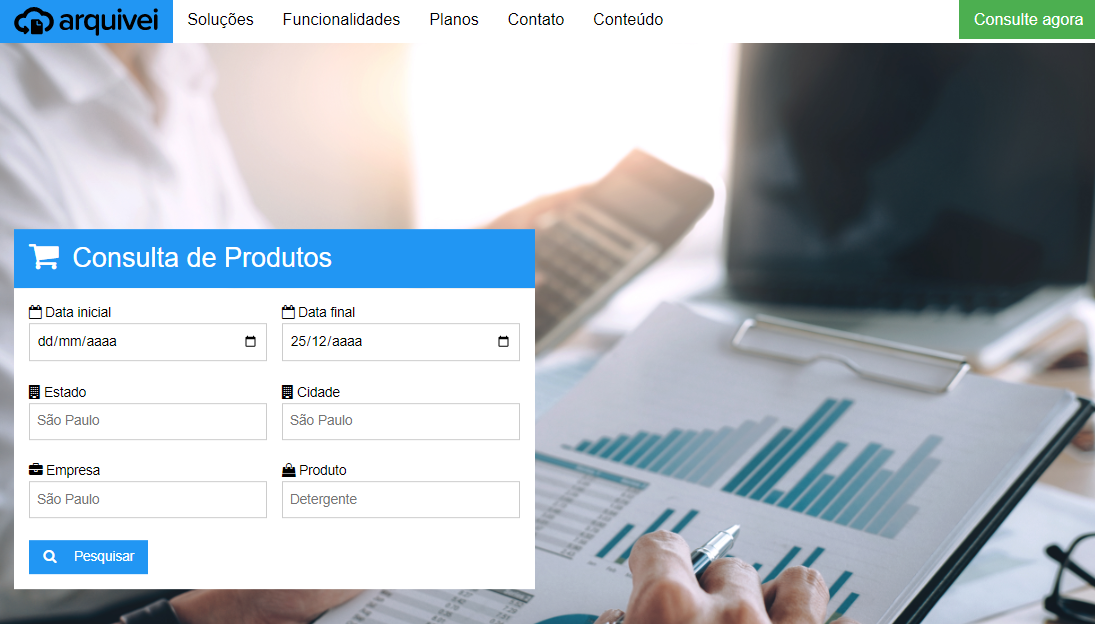 arquivei Soluções Funcionalidades Planos Contato Conteúdo Consulte agora
Consulta de Produtos
Data inicial Data final
dd/mm/aaaa 25/12/aaaa
Estado Cidade
São Paulo São Paulo
Empresa Produto
São Paulo Detergente
Pesquisar